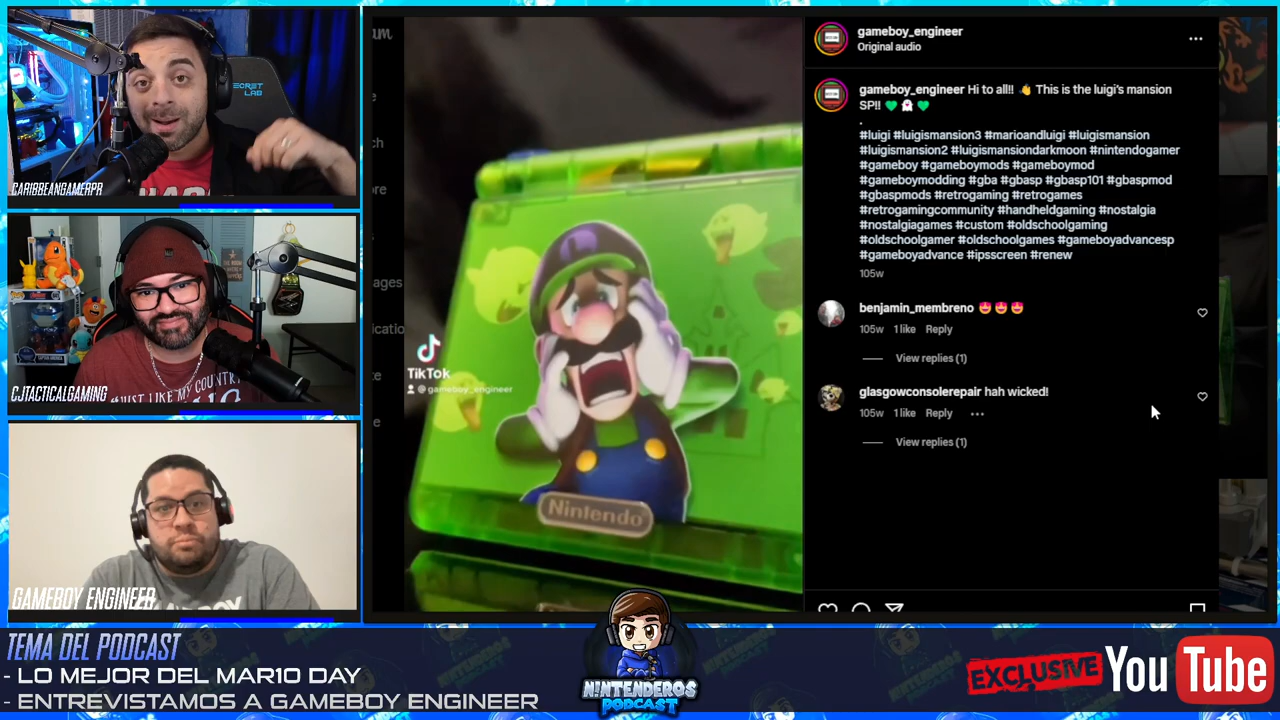 SECRET
LAB
CARIBBEANGAMERPR
CJTACTICALGAMING
GAMEBOY ENGINEER
TikTok
@gameboy_engineer
Nintendo
gameboy_engineer
Original audio
gameboy_engineer Hi to all!! 👋 This is the luigi's mansion
SP!! 💚 👻 💚
.
#luigi #luigismansion3 #marioandluigi #luigismansion
#luigismansion2 #luigismansiondarkmoon #nintendogamer
#gameboy #gameboymods #gameboymod
#gameboymodding #gba #gbasp #gbasp101 #gbaspmod
#gbaspmods #retrogaming #retrogames
#retrogamingcommunity #handheldgaming #nostalgia
#nostalgiagames #custom #oldschoolgaming
#oldschoolgamer #oldschoolgames #gameboyadvancesp
#gameboyadvance #ipsscreen #renew
105w
benjamin_membreno 😍 😍 😍
105w 1 like Reply
View replies (1)
glasgowconsolerepair hah wicked!
105w 1 like Reply
View replies (1)
TEMA DEL PODCAST
- LO MEJOR DEL MAR10 DAY
- ENTREVISTAMOS A GAMEBOY ENGINEER
NINTENDEROS
PODCAST
EXCLUSIVE
YouTube